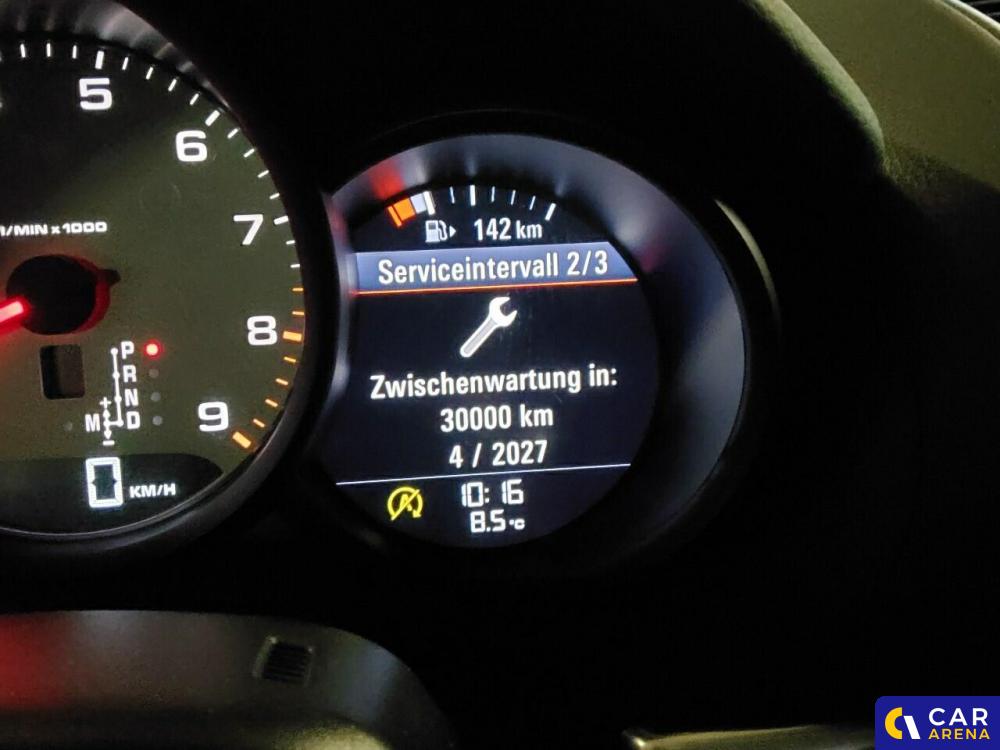 5
6
7
8
9
/MIN x 1000
P
R
N
M D
+
-
0 KM/H
142 km
Serviceintervall 2/3
Zwischenwartung in:
30000 km
4 / 2027
10:16
8.5 °C
CAR
ARENA